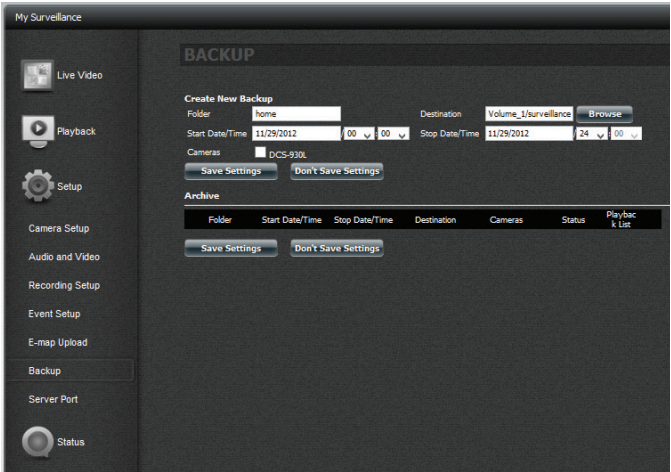 My Surveillance
Live Video
Playback
Setup
Camera Setup
Audio and Video
Recording Setup
Event Setup
E-map Upload
Backup
Server Port
Status
BACKUP
Create New Backup
Folder home Destination Volume_1/surveillance Browse
Start Date/Time 11/29/2012 / 00 : 00 Stop Date/Time 11/29/2012 / 24 : 00
Cameras DCS-930L
Save Settings Don't Save Settings
Archive
Folder Start Date/Time Stop Date/Time Destination Cameras Status Playbac
k List
Save Settings Don't Save Settings